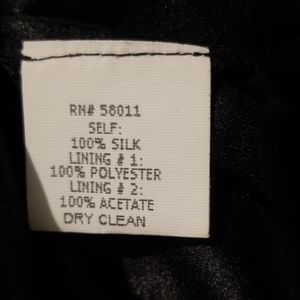 RN# 58011
SELF:
100% SILK
LINING # 1:
100% POLYESTER
LINING # 2:
100% ACETATE
DRY CLEAN